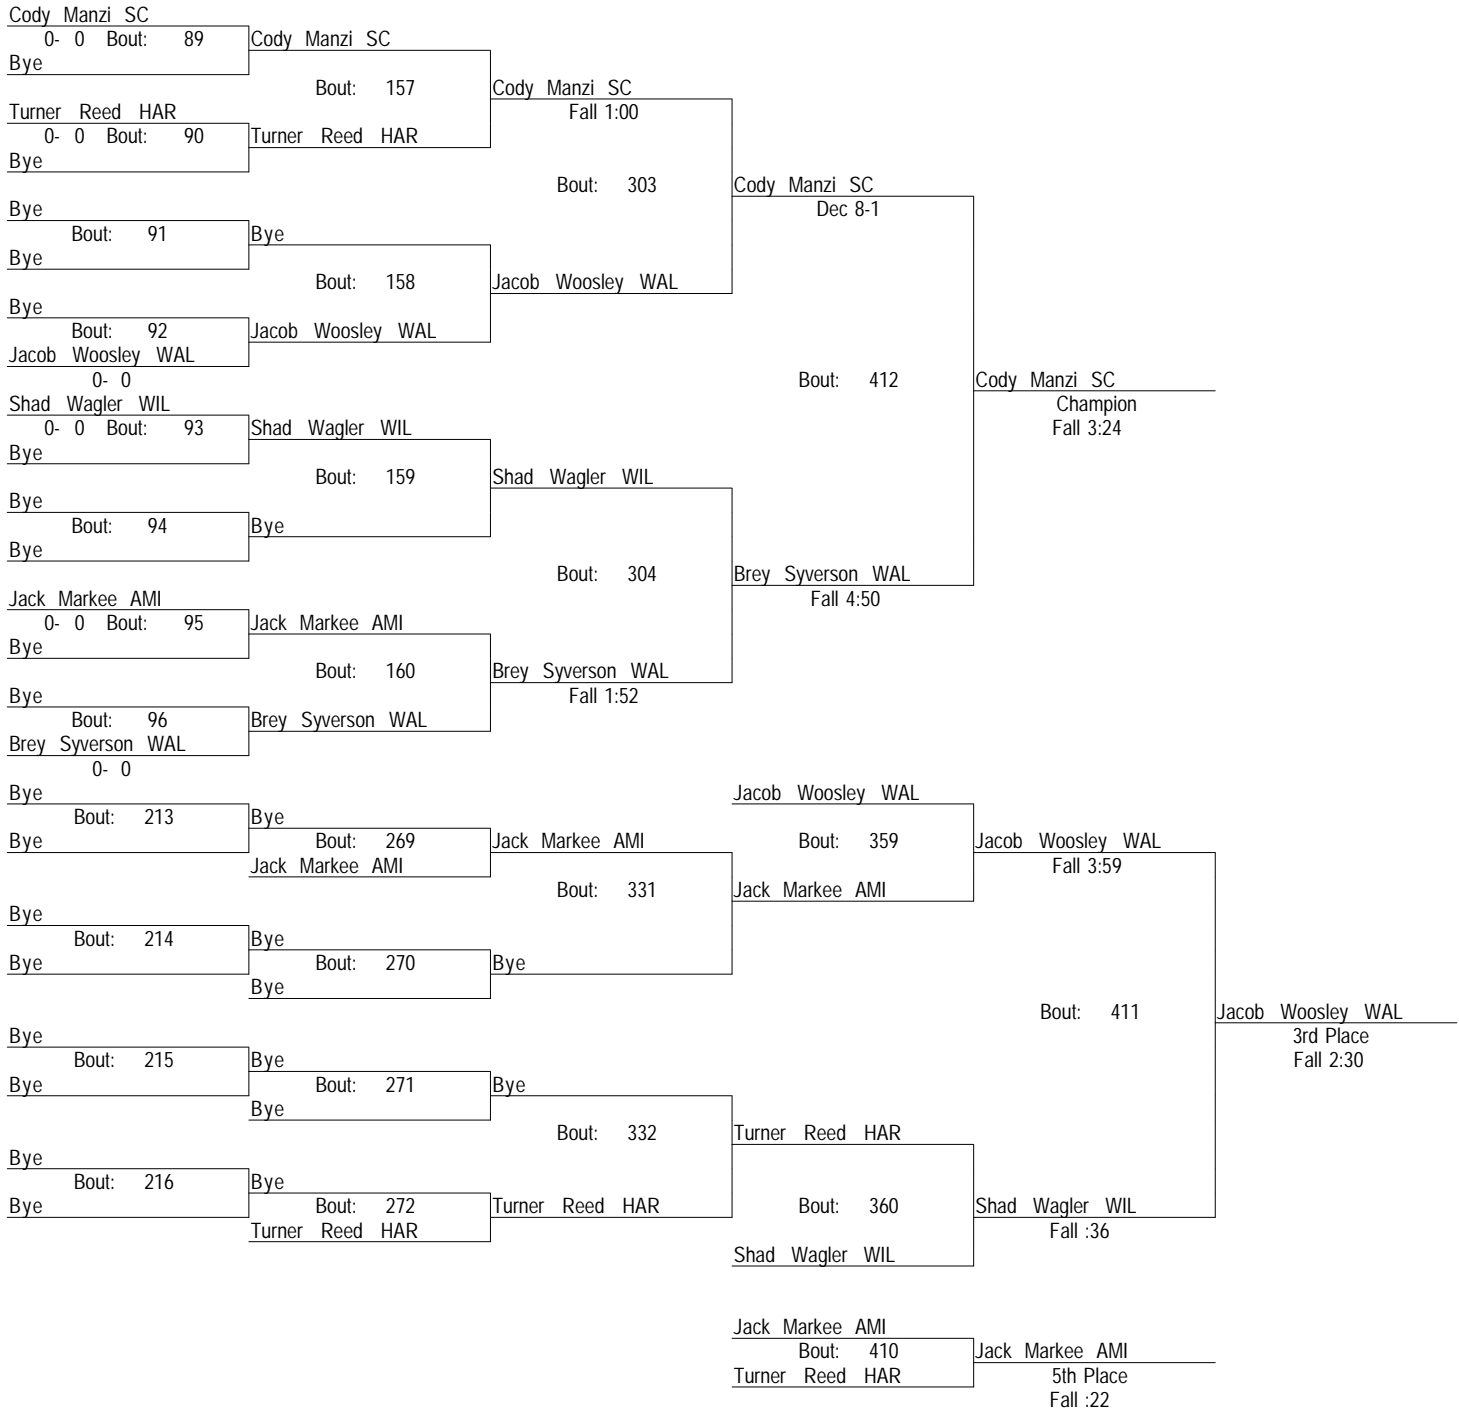 Cody Manzi SC
0- 0 Bout: 89 Cody Manzi SC
Bye
Bout: 157 Cody Manzi SC
Turner Reed HAR Fall 1:00
0- 0 Bout: 90 Turner Reed HAR
Bye
Bout: 303 Cody Manzi SC
Bye Dec 8-1
Bout: 91 Bye
Bye
Bout: 158 Jacob Woosley WAL
Bye
Bout: 92 Jacob Woosley WAL
Jacob Woosley WAL
0- 0 Bout: 412 Cody Manzi SC
Shad Wagler WIL Champion
0- 0 Bout: 93 Shad Wagler WIL Fall 3:24
Bye
Bout: 159 Shad Wagler WIL
Bye
Bout: 94 Bye
Bye
Bout: 304 Brey Syverson WAL
Jack Markee AMI Fall 4:50
0- 0 Bout: 95 Jack Markee AMI
Bye
Bout: 160 Brey Syverson WAL
Bye Fall 1:52
Bout: 96 Brey Syverson WAL
Brey Syverson WAL
0- 0
Bye Jacob Woosley WAL
Bout: 213 Bye
Bye Bout: 269 Jack Markee AMI Bout: 359 Jacob Woosley WAL
Jack Markee AMI Fall 3:59
Bout: 331 Jack Markee AMI
Bye
Bout: 214 Bye
Bye Bout: 270 Bye
Bye
Bout: 411 Jacob Woosley WAL
Bye 3rd Place
Bout: 215 Bye Fall 2:30
Bye Bout: 271 Bye
Bye
Bout: 332 Turner Reed HAR
Bye
Bout: 216 Bye
Bye Bout: 272 Turner Reed HAR Bout: 360 Shad Wagler WIL
Turner Reed HAR Fall :36
Shad Wagler WIL
Jack Markee AMI
Bout: 410 Jack Markee AMI
Turner Reed HAR 5th Place
Fall :22